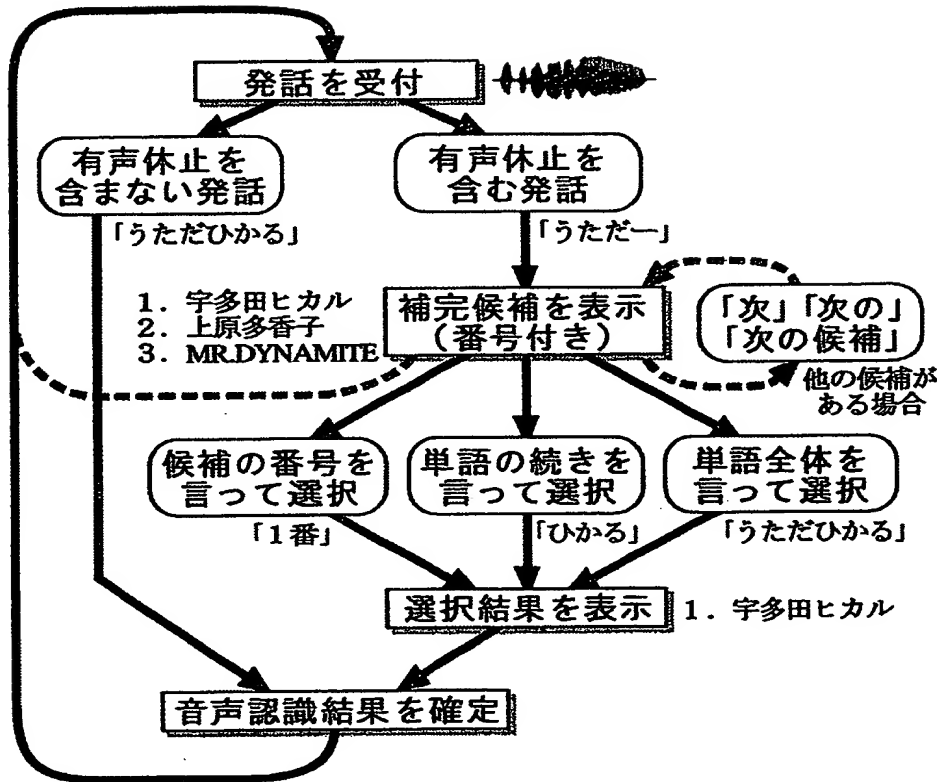 発話を受付
有声休止を
含まない発話
有声休止を
含む発話
「うただひかる」
「うただー」
1. 宇多田ヒカル
2. 上原多香子
3. MR.DYNAMITE
補完候補を表示
(番号付き)
「次」「次の」
「次の候補」
他の候補が
ある場合
候補の番号を
言って選択
単語の続きを
言って選択
単語全体を
言って選択
「1番」
「ひかる」
「うただひかる」
選択結果を表示
1. 宇多田ヒカル
音声認識結果を確定